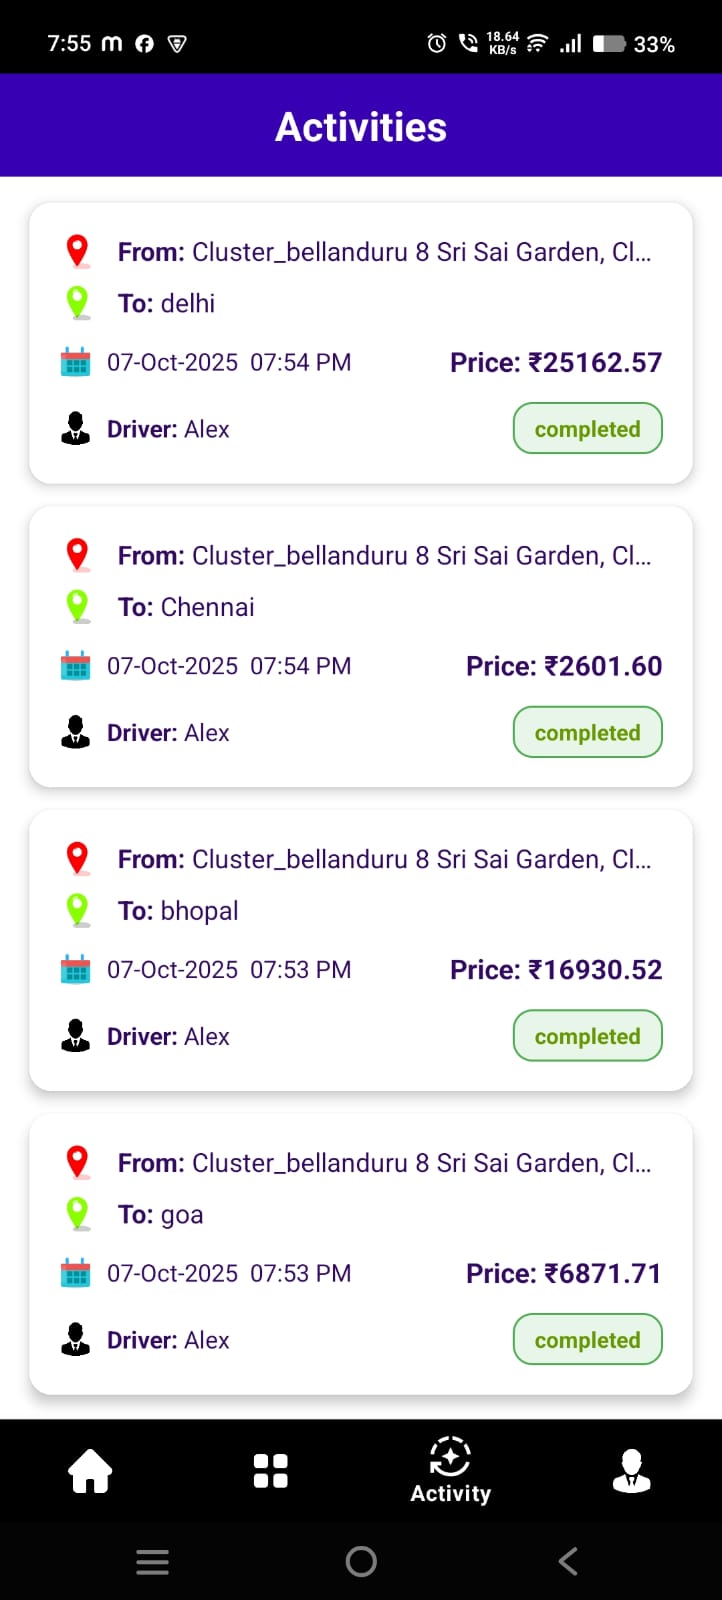 7:55 m 18.64 KB/s 33%
Activities
From: Cluster_bellanduru 8 Sri Sai Garden, Cl...
To: delhi
07-Oct-2025 07:54 PM Price: ₹25162.57
Driver: Alex completed
From: Cluster_bellanduru 8 Sri Sai Garden, Cl...
To: Chennai
07-Oct-2025 07:54 PM Price: ₹2601.60
Driver: Alex completed
From: Cluster_bellanduru 8 Sri Sai Garden, Cl...
To: bhopal
07-Oct-2025 07:53 PM Price: ₹16930.52
Driver: Alex completed
From: Cluster_bellanduru 8 Sri Sai Garden, Cl...
To: goa
07-Oct-2025 07:53 PM Price: ₹6871.71
Driver: Alex completed
Activity